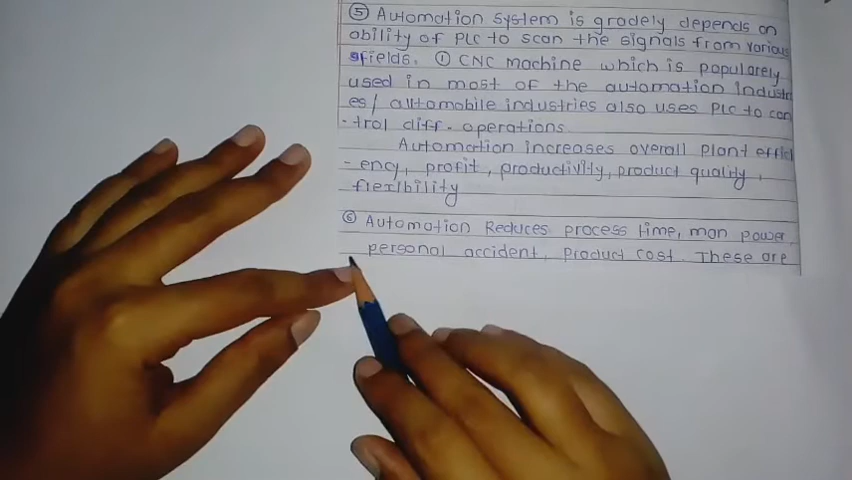 ⑤ Automation system is gradely depends on
ability of PLC to scan the signals from various
fields. ① CNC machine which is popularely
used in most of the automation industri
es/ automobile industries also uses PLC to con
-trol diff. operations.
Automation increases overall plant effici
-ency, profit, productivity, product quality,
flexibility
⑥ Automation Reduces process time, man power,
personal accident, Product cost. These are